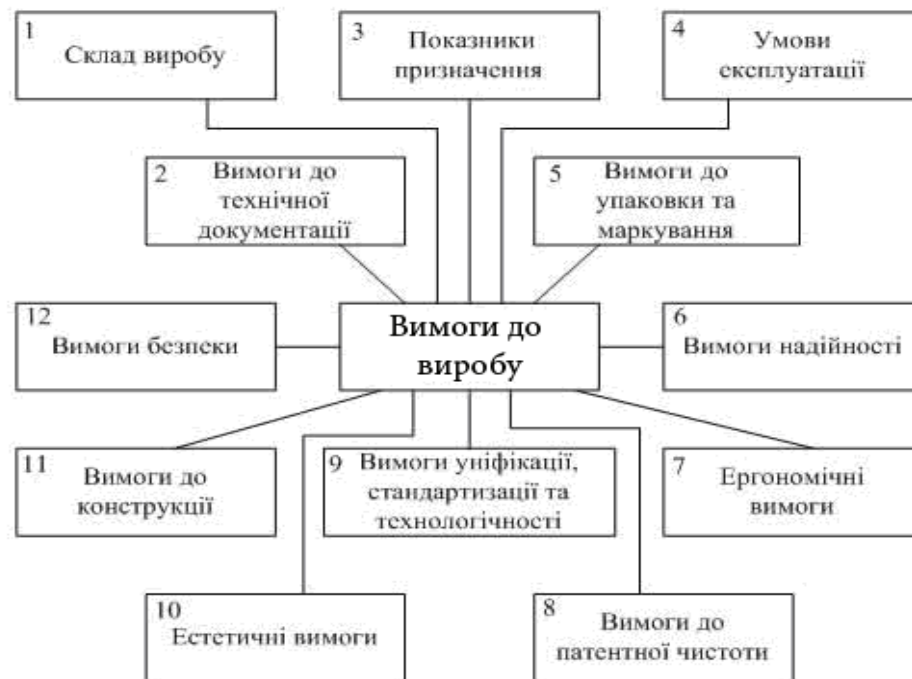 1
Склад виробу
3
Показники
призначення
4
Умови
експлуатації
2
Вимоги до
технічної
документації
5
Вимоги до
упаковки та
маркування
12
Вимоги безпеки
Вимоги до
виробу
6
Вимоги надійності
11
Вимоги до
конструкції
9
Вимоги уніфікації,
стандартизації та
технологічності
7
Ергономічні
вимоги
10
Естетичні вимоги
8
Вимоги до
патентної чистоти